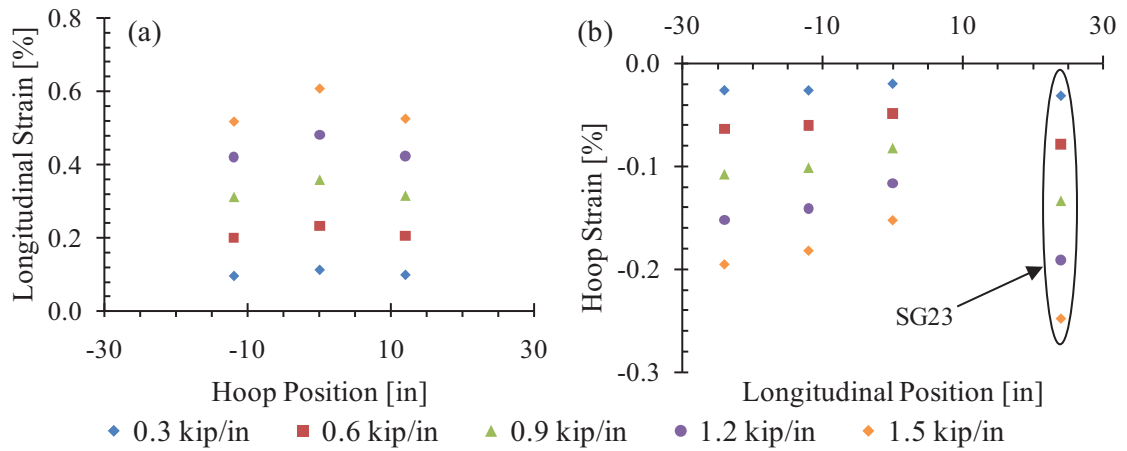 (a)
Longitudinal Strain [%]
0.8
0.6
0.4
0.2
0.0
-30
-10
10
30
Hoop Position [in]
(b)
-30
-10
10
30
Hoop Strain [%]
0.0
-0.1
-0.2
-0.3
SG23
Longitudinal Position [in]
0.3 kip/in
0.6 kip/in
0.9 kip/in
1.2 kip/in
1.5 kip/in